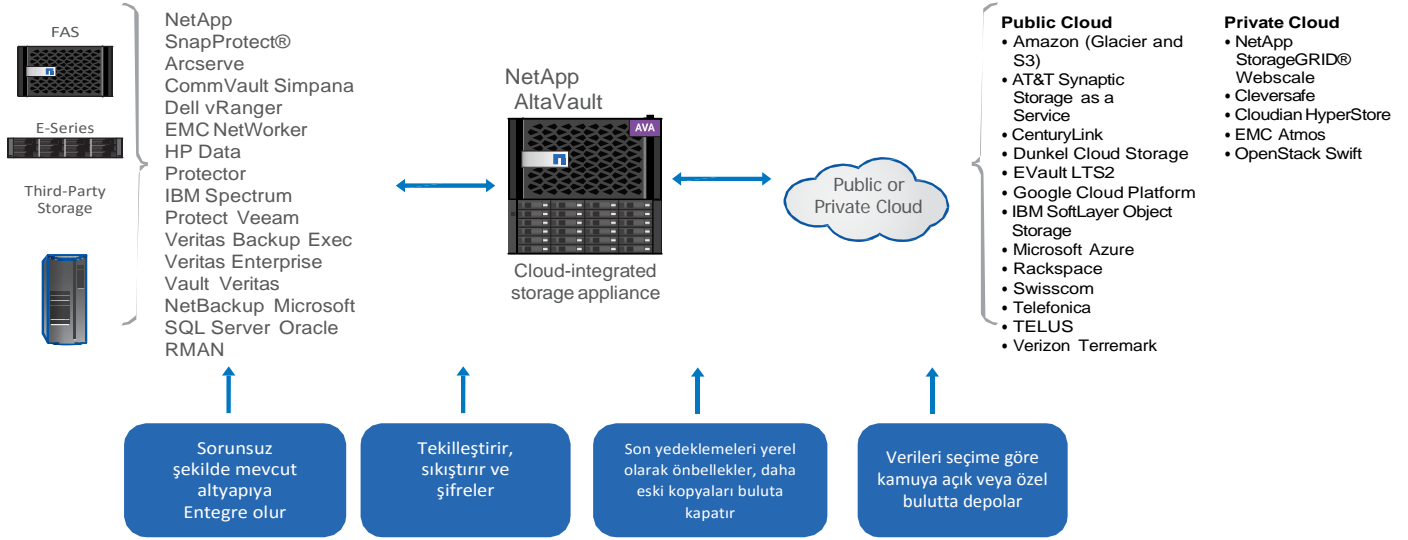 FAS
E-Series
Third-Party
Storage
NetApp
SnapProtect®
Arcserve
CommVault Simpana
Dell vRanger
EMC NetWorker
HP Data
Protector
IBM Spectrum
Protect Veeam
Veritas Backup Exec
Veritas Enterprise
Vault Veritas
NetBackup Microsoft
SQL Server Oracle
RMAN
NetApp
AltaVault
AVA
Cloud-integrated
storage appliance
Public or
Private Cloud
Public Cloud
• Amazon (Glacier and
S3)
• AT&T Synaptic
Storage as a
Service
• CenturyLink
• Dunkel Cloud Storage
• EVault LTS2
• Google Cloud Platform
• IBM SoftLayer Object
Storage
• Microsoft Azure
• Rackspace
• Swisscom
• Telefonica
• TELUS
• Verizon Terremark
Private Cloud
• NetApp
StorageGRID®
Webscale
• Cleversafe
• Cloudian HyperStore
• EMC Atmos
• OpenStack Swift
Sorunsuz
şekilde mevcut
altyapıya
Entegre olur
Tekilleştirir,
sıkıştırır ve
şifreler
Son yedeklemeleri yerel
olarak önbellekler, daha
eski kopyaları buluta
kapatır
Verileri seçime göre
kamuya açık veya özel
bulutta depolar